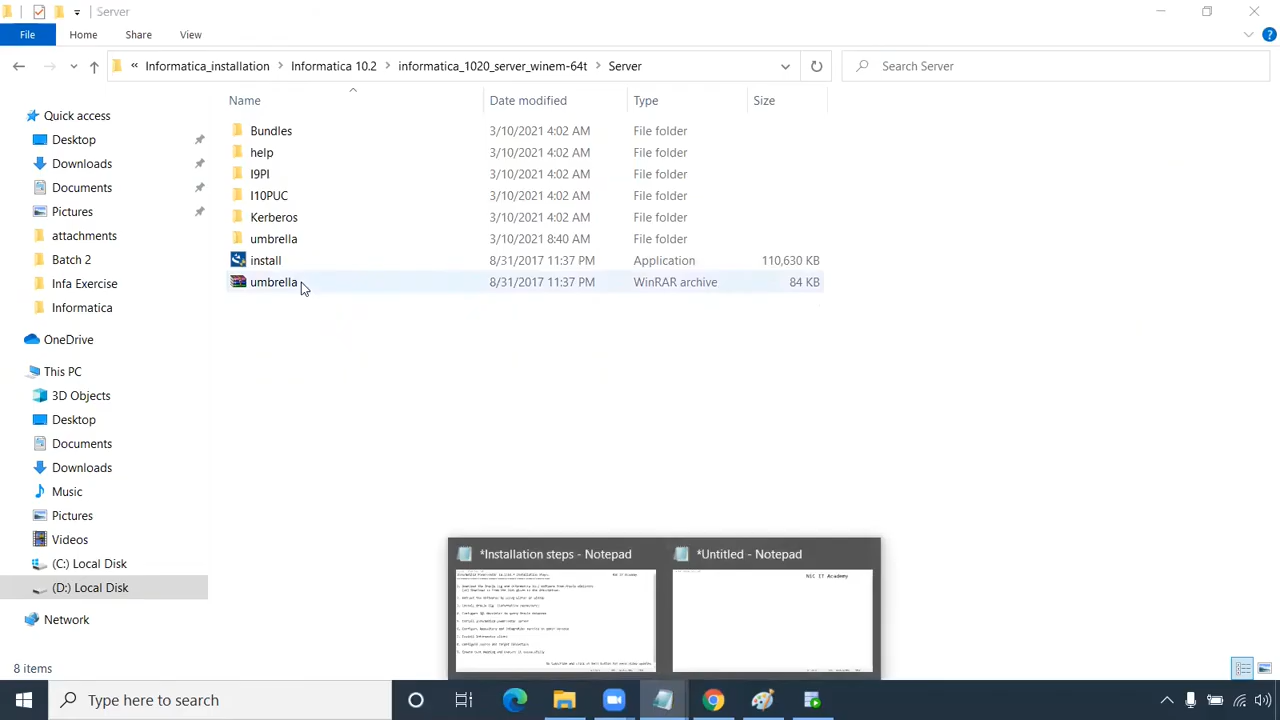 Server
File
Home
Share
View
« Informatica_installation > Informatica 10.2 > informatica_1020_server_winem-64t > Server
Search Server
Name
Date modified
Type
Size
Quick access
Desktop
Downloads
Documents
Pictures
attachments
Batch 2
Infa Exercise
Informatica
OneDrive
This PC
3D Objects
Desktop
Documents
Downloads
Music
Pictures
Videos
(C:) Local Disk
(D:) Local Disk
Network
Bundles 3/10/2021 4:02 AM File folder
help 3/10/2021 4:02 AM File folder
I9PI 3/10/2021 4:02 AM File folder
I10PUC 3/10/2021 4:02 AM File folder
Kerberos 3/10/2021 4:02 AM File folder
umbrella 3/10/2021 8:40 AM File folder
install 8/31/2017 11:37 PM Application 110,630 KB
umbrella 8/31/2017 11:37 PM WinRAR archive 84 KB
*Installation steps - Notepad
*Untitled - Notepad
NIC IT Academy
NIC IT Academy
8 items
Type here to search